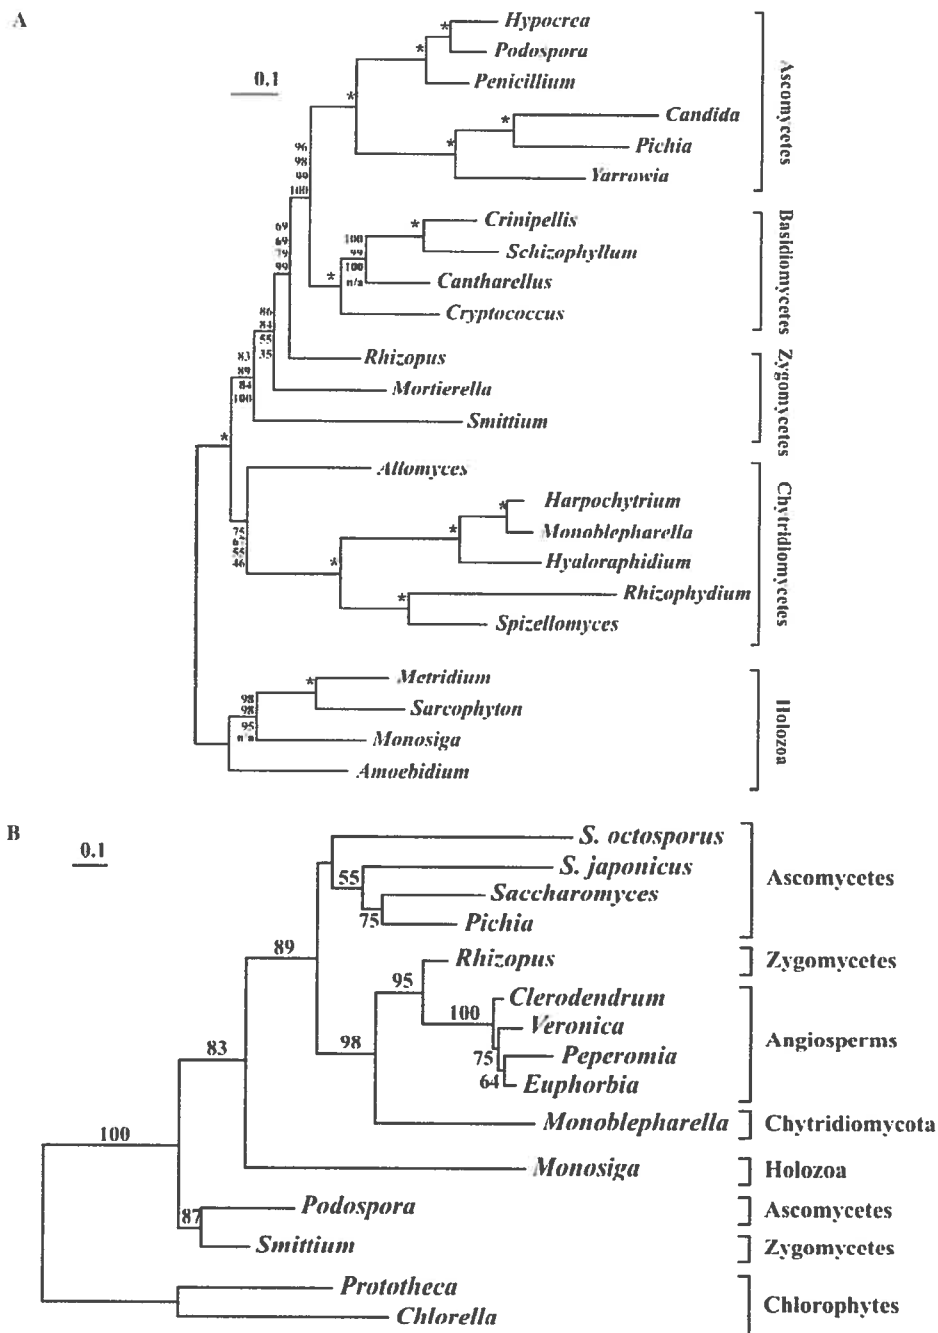 A
0.1
Hypocrea
*
*
Podospora
Penicillium
*
*
Candida
*
Pichia
Yarrowia
Ascomycetes
96
98
99
100
*
Crinipellis
100
99
100
n/a
Schizophyllum
*
Cantharellus
Cryptococcus
Basidiomycetes
69
69
79
99
86
84
55
35
Rhizopus
83
89
84
100
Mortierella
Smittium
Zygomycetes
*
Allomyces
*
Harpochytrium
*
Monoblepharella
Hyaloraphidium
75
55
46
*
*
Rhizophydium
Spizellomyces
Chytridiomycetes
*
Metridium
98
98
95
n/a
Sarcophyton
Monosiga
Amoebidium
Holozoa
B
0.1
S. octosporus
55
S. japonicus
Saccharomyces
75
Pichia
Ascomycetes
89
Rhizopus
Zygomycetes
95
Clerodendrum
100
Veronica
75
Peperomia
64
Euphorbia
Angiosperms
98
83
Monoblepharella
Chytridiomycota
100
Monosiga
Holozoa
87
Podospora
Ascomycetes
Smittium
Zygomycetes
Prototheca
Chlorella
Chlorophytes